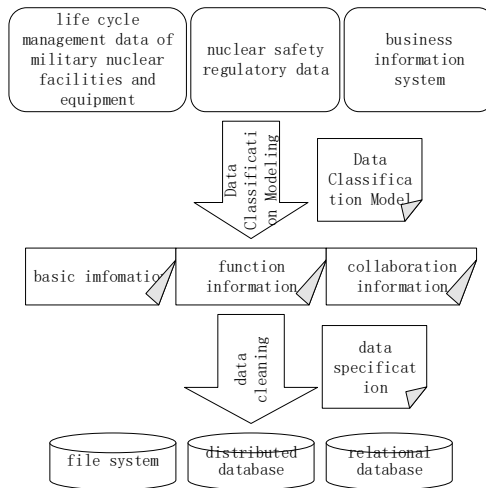 life cycle
management data of
military nuclear
facilities and
equipment
nuclear safety
regulatory data
business
information
system
Data
Classificati
on Modeling
Data
Classifica
tion Model
basic imfomation
function
information
collaboration
information
data
cleaning
data
specificat
ion
file system
distributed
database
relational
database